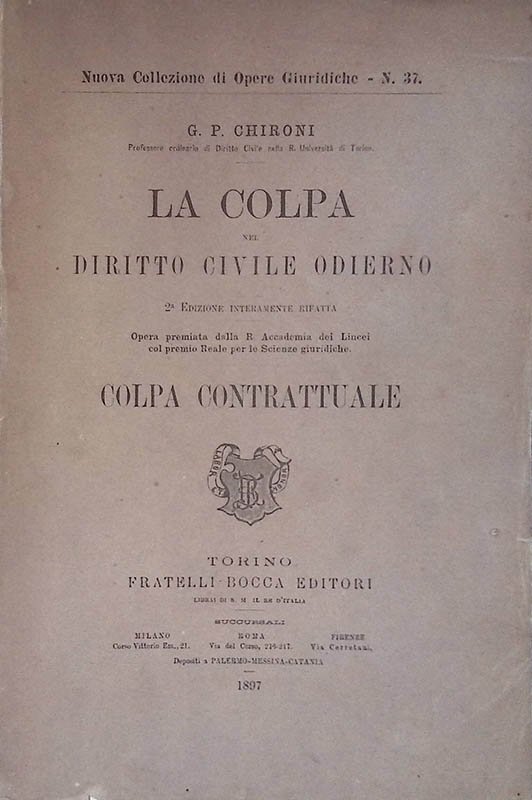 Nuova Collezione di Opere Giuridiche - N. 37.
G. P. CHIRONI
Professore ordinario di Diritto Civile nella R. Università di Torino.
LA COLPA
NEL
DIRITTO CIVILE ODIERNO
2ª EDIZIONE INTERAMENTE RIFATTA
Opera premiata dalla R. Accademia dei Lincei
col premio Reale per le Scienze giuridiche.
COLPA CONTRATTUALE
LABOR ET
TORINO
FRATELLI BOCCA EDITORI
LIBRAI DI S. M. IL RE D'ITALIA
SUCCURSALI
MILANO ROMA FIRENZE
Corso Vittorio Em., 21. Via del Corso, 216-217. Via Cerretani,
Depositi a PALERMO-MESSINA-CATANIA
1897